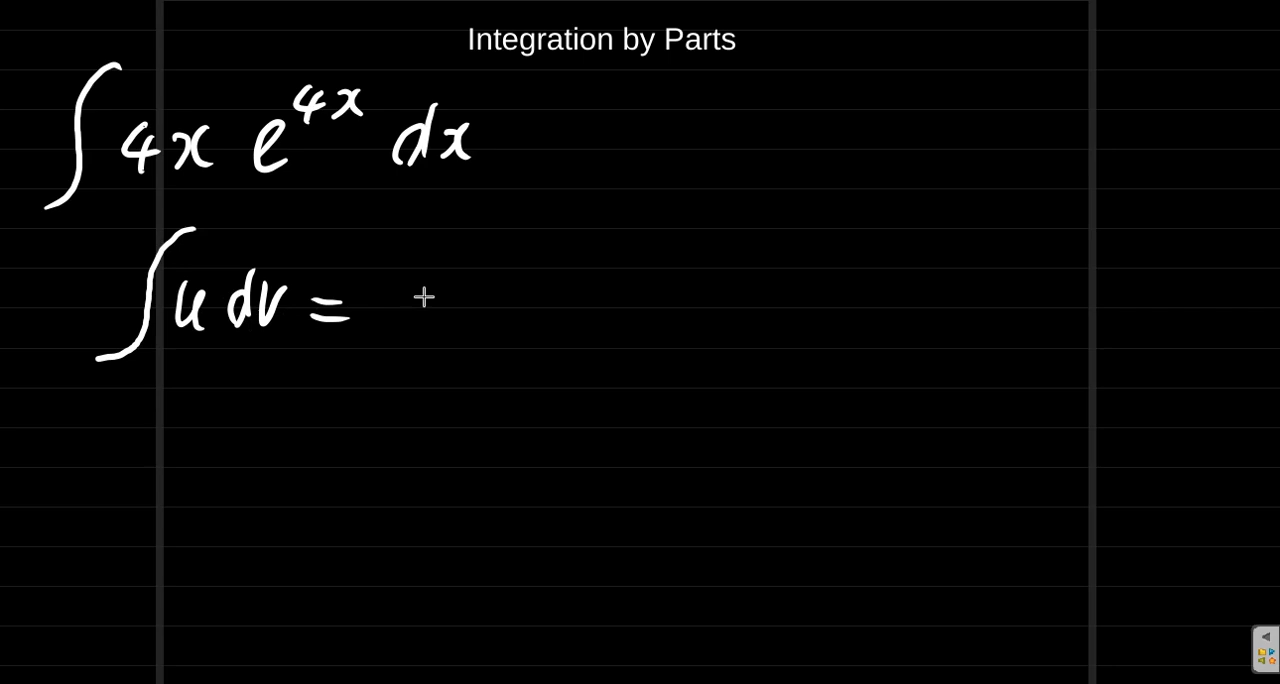 Integration by Parts
∫ 4x e^{4x} dx
∫ u dv =